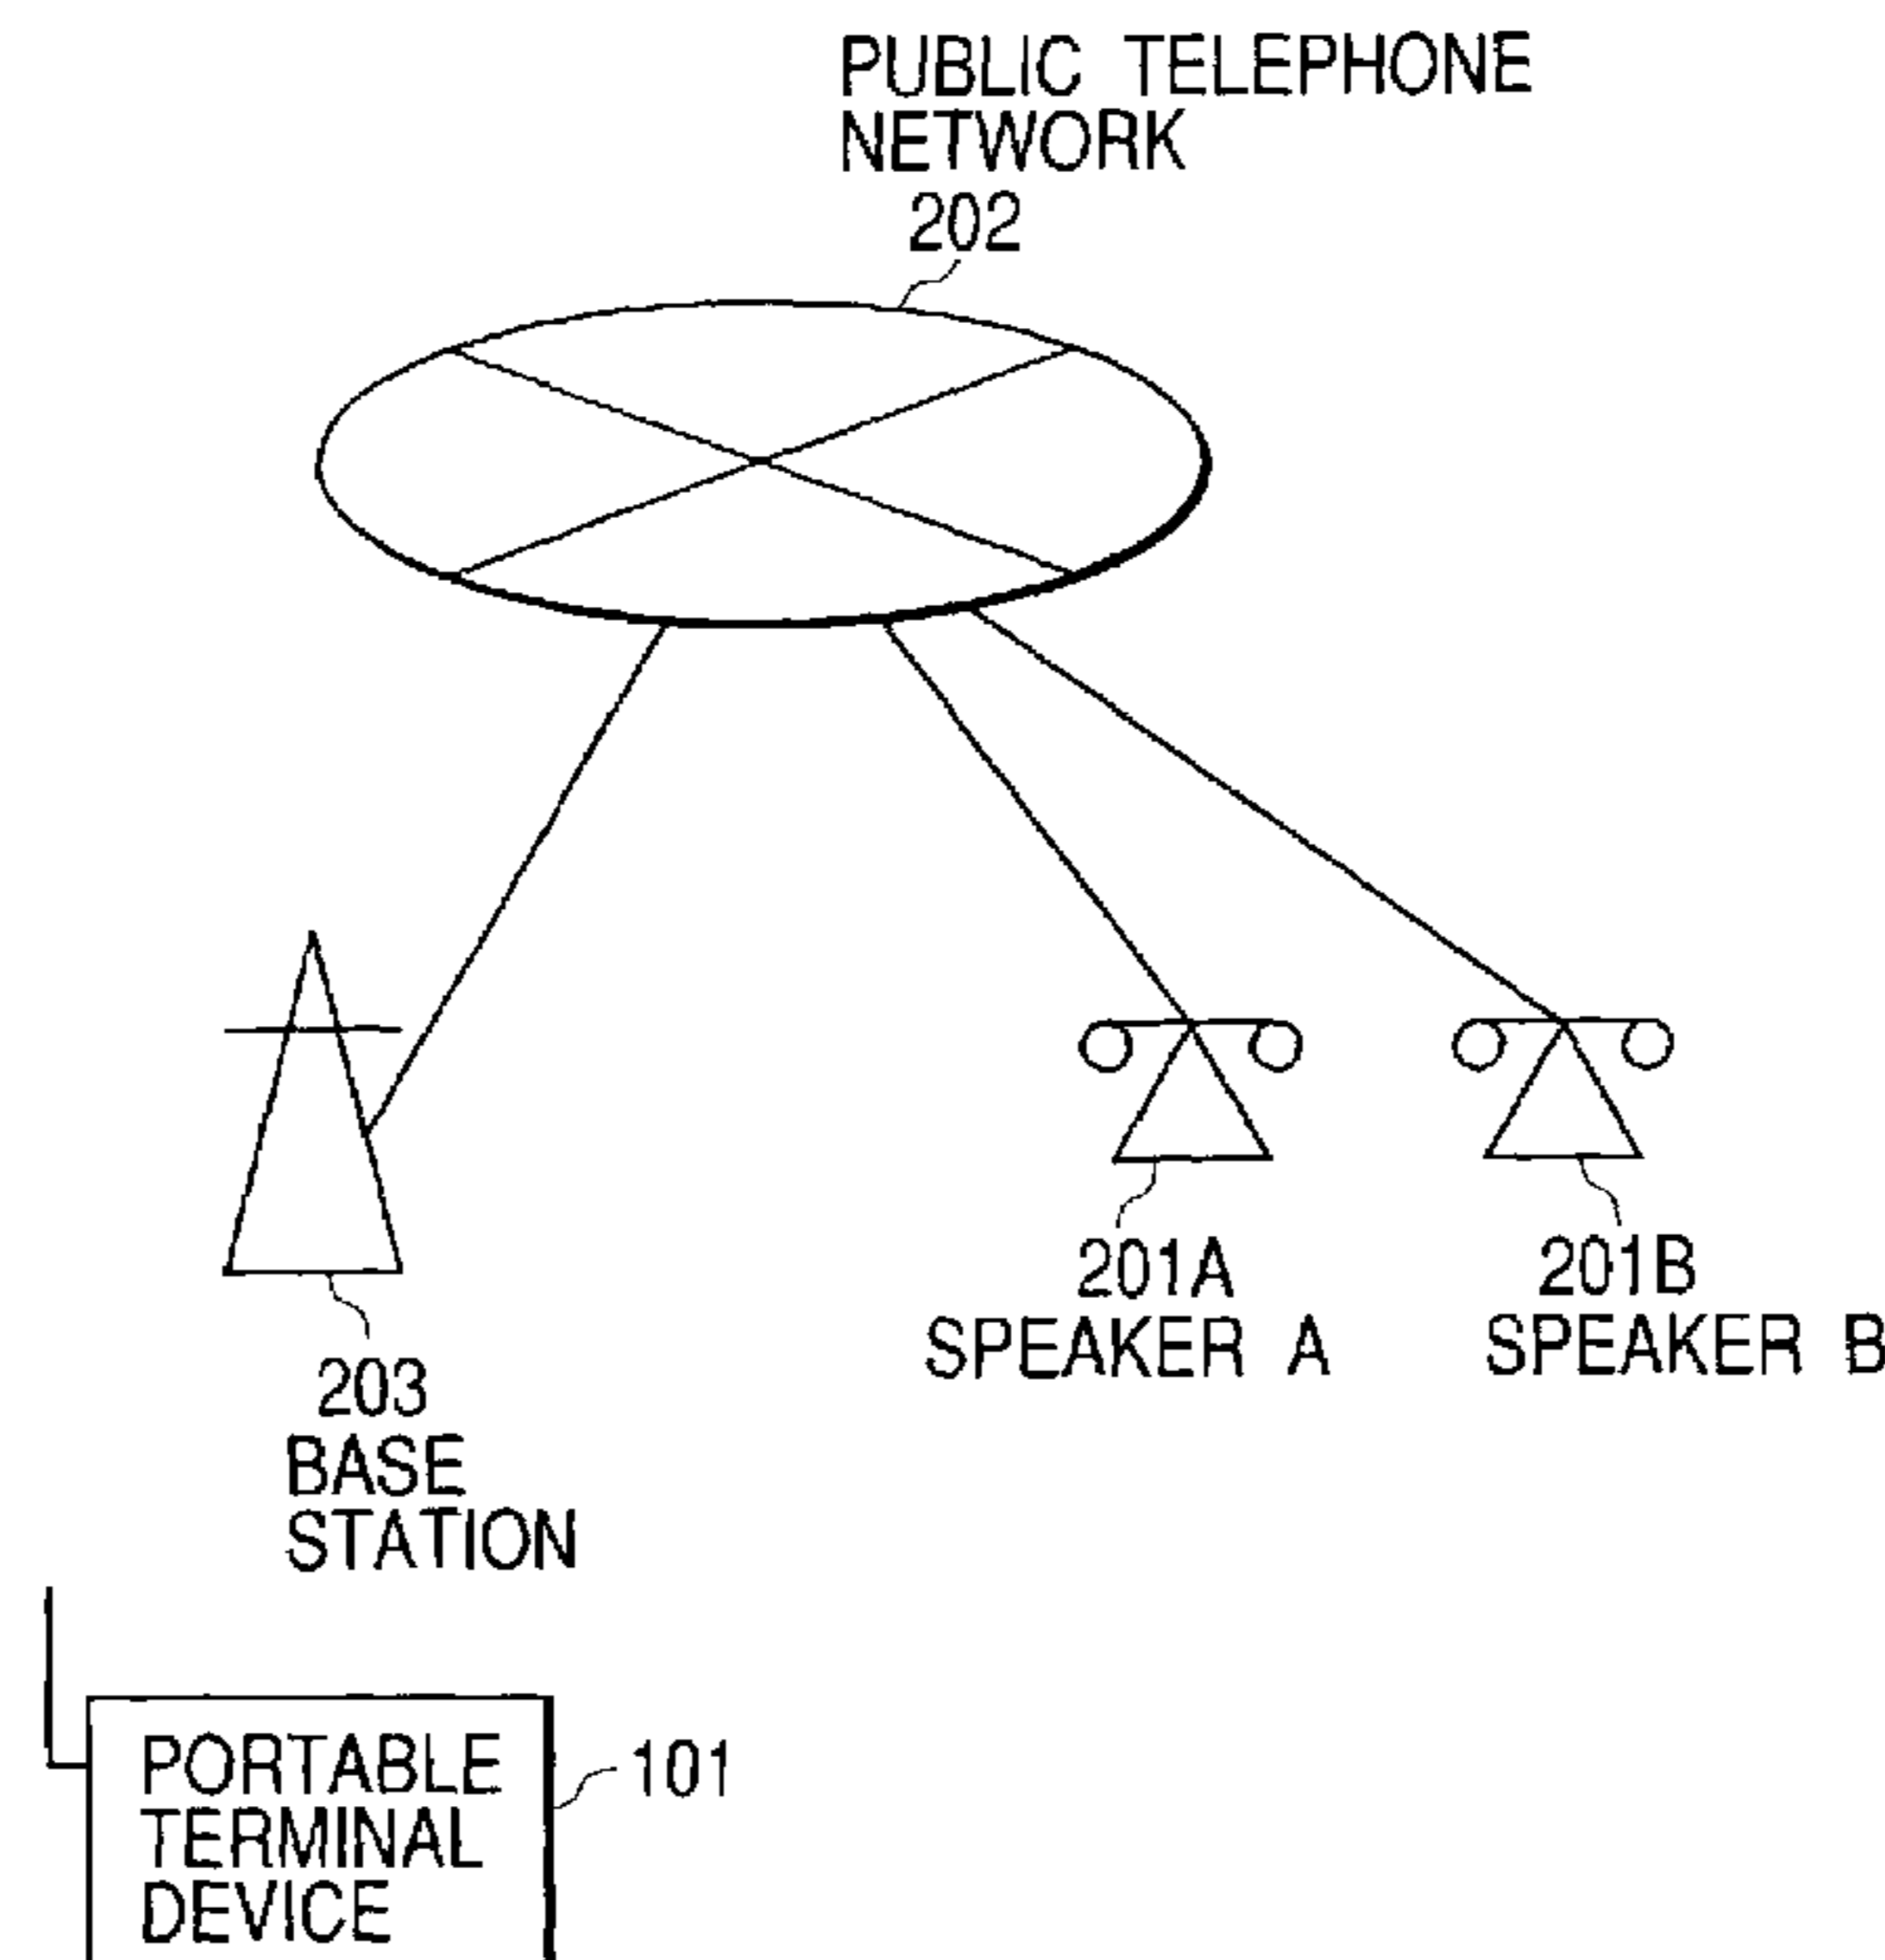 PUBLIC TELEPHONE
NETWORK
202
201A
SPEAKER A
201B
SPEAKER B
203
BASE
STATION
PORTABLE
TERMINAL
DEVICE
101